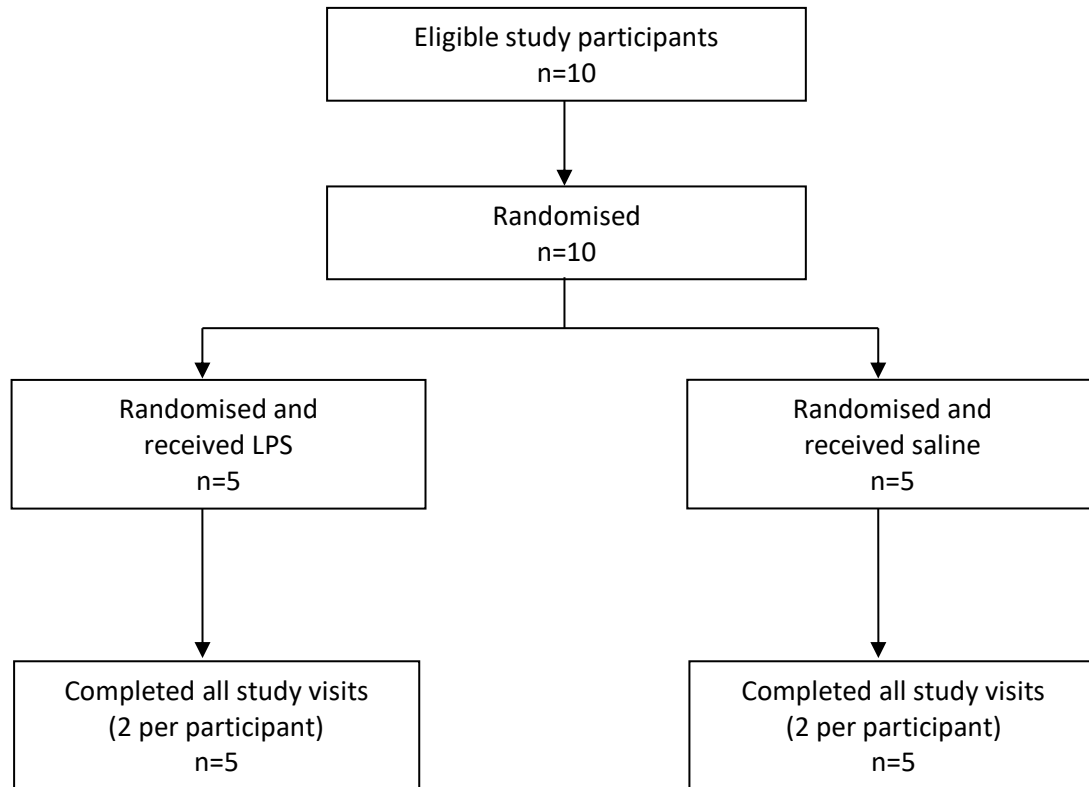 Eligible study participants
n=10
Randomised
n=10
Randomised and
received LPS
n=5
Randomised and
received saline
n=5
Completed all study visits
(2 per participant)
n=5
Completed all study visits
(2 per participant)
n=5